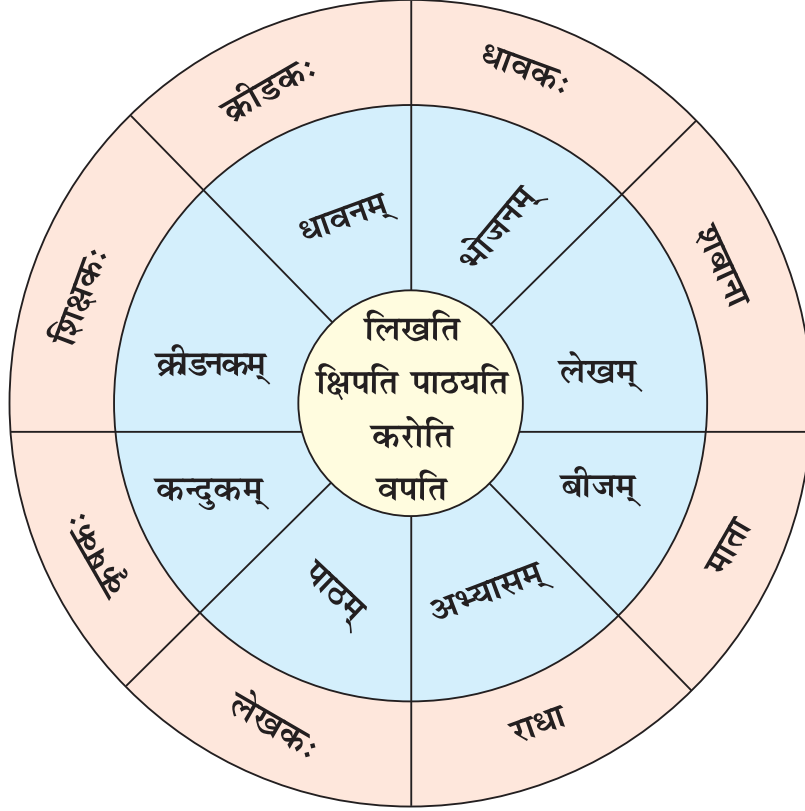 क्रीडकः
धावकः
शबाना
माता
राधा
लेखकः
कृषकः
शिक्षकः
धावनम्
भोजनम्
लेखम्
बीजम्
अभ्यासम्
पाठम्
कन्दुकम्
क्रीडनकम्
लिखति
क्षिपति पाठयति
करोति
वपति